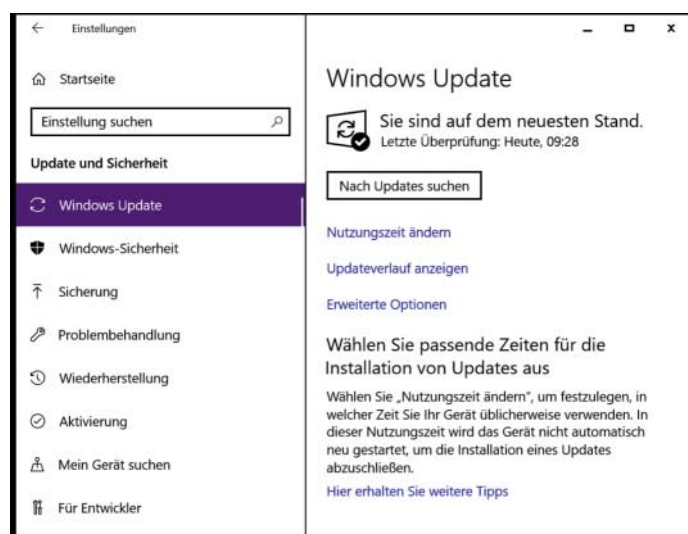 Einstellungen
Startseite
Einstellung suchen
Update und Sicherheit
Windows Update
Windows-Sicherheit
Sicherung
Problembehandlung
Wiederherstellung
Aktivierung
Mein Gerät suchen
Für Entwickler
Windows Update
Sie sind auf dem neuesten Stand.
Letzte Überprüfung: Heute, 09:28
Nach Updates suchen
Nutzungszeit ändern
Updateverlauf anzeigen
Erweiterte Optionen
Wählen Sie passende Zeiten für die
Installation von Updates aus
Wählen Sie „Nutzungszeit ändern“, um festzulegen, in
welcher Zeit Sie Ihr Gerät üblicherweise verwenden. In
dieser Nutzungszeit wird das Gerät nicht automatisch
neu gestartet, um die Installation eines Updates
abzuschließen.
Hier erhalten Sie weitere Tipps